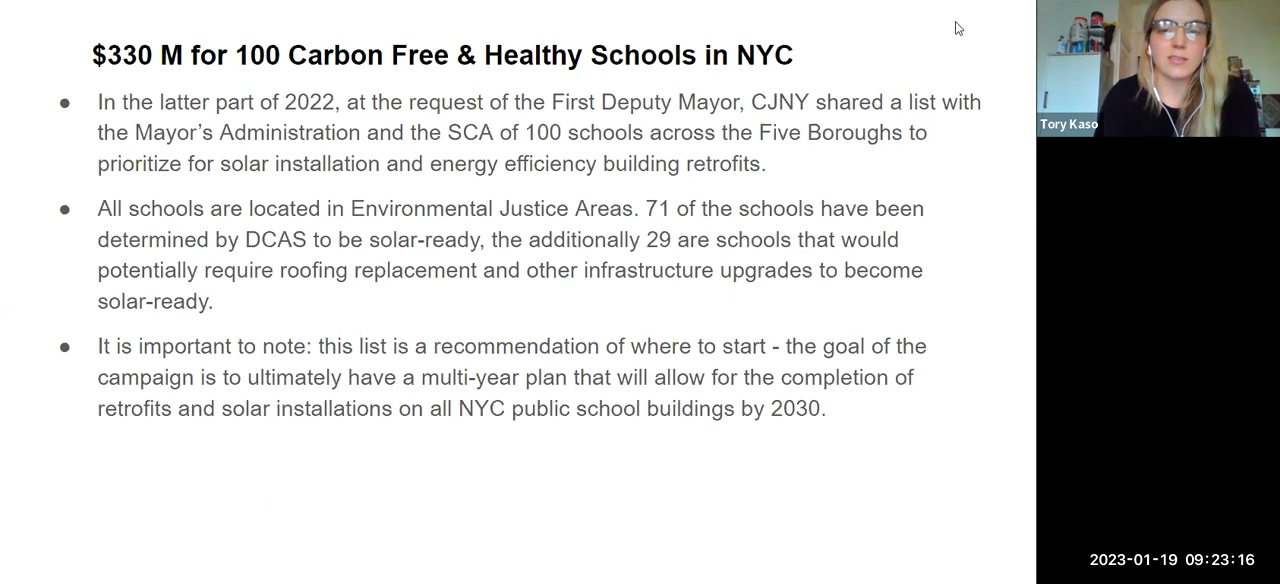 $330 M for 100 Carbon Free & Healthy Schools in NYC
● In the latter part of 2022, at the request of the First Deputy Mayor, CJNY shared a list with
the Mayor’s Administration and the SCA of 100 schools across the Five Boroughs to
prioritize for solar installation and energy efficiency building retrofits.
● All schools are located in Environmental Justice Areas. 71 of the schools have been
determined by DCAS to be solar-ready, the additionally 29 are schools that would
potentially require roofing replacement and other infrastructure upgrades to become
solar-ready.
● It is important to note: this list is a recommendation of where to start - the goal of the
campaign is to ultimately have a multi-year plan that will allow for the completion of
retrofits and solar installations on all NYC public school buildings by 2030.
Tory Kaso
2023-01-19 09:23:16